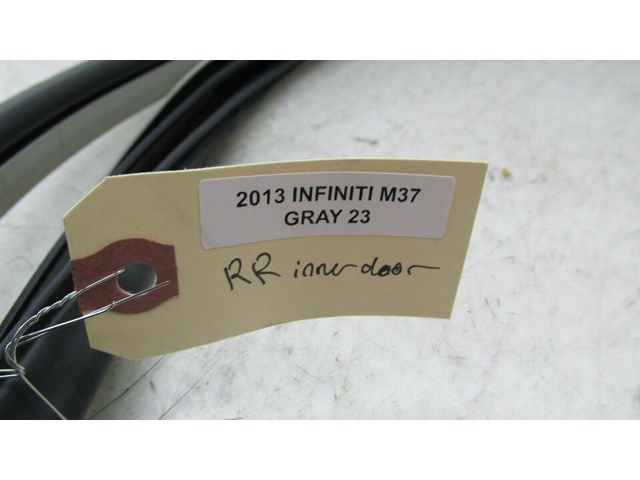 2013 INFINITI M37
GRAY 23
RR inner door